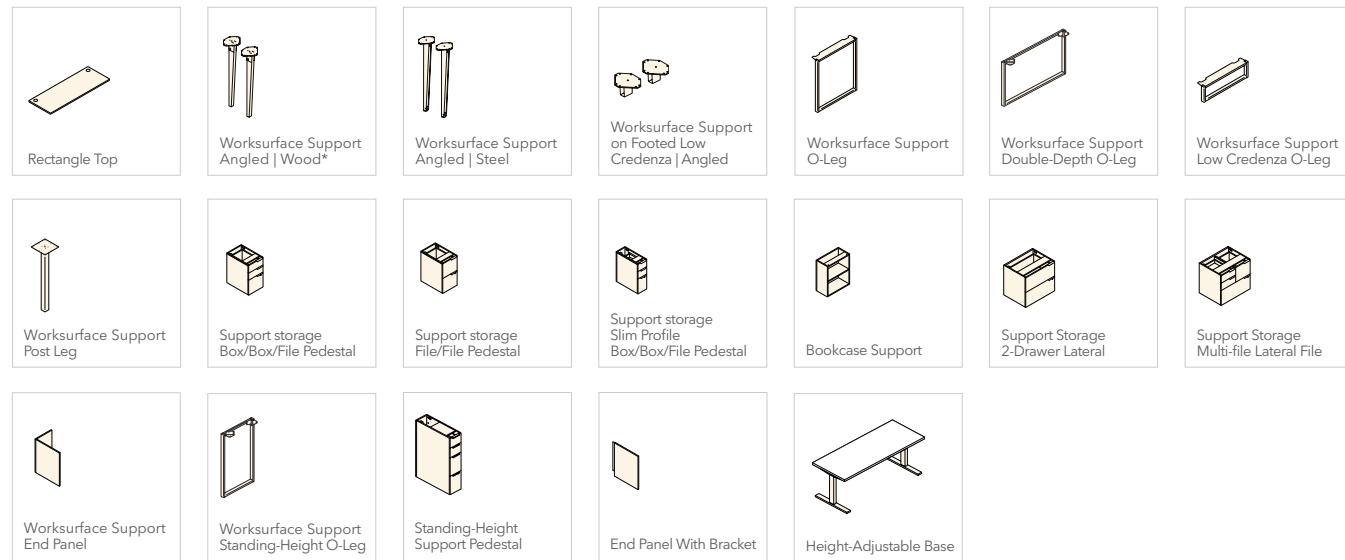 Rectangle Top
Worksurface Support
Angled | Wood*
Worksurface Support
Angled | Steel
Worksurface Support
on Footed Low
Credenza | Angled
Worksurface Support
O-Leg
Worksurface Support
Double-Depth O-Leg
Worksurface Support
Low Credenza O-Leg
Worksurface Support
Post Leg
Support storage
Box/Box/File Pedestal
Support storage
File/File Pedestal
Support storage
Slim Profile
Box/Box/File Pedestal
Bookcase Support
Support Storage
2-Drawer Lateral
Support Storage
Multi-file Lateral File
Worksurface Support
End Panel
Worksurface Support
Standing-Height O-Leg
Standing-Height
Support Pedestal
End Panel With Bracket
Height-Adjustable Base